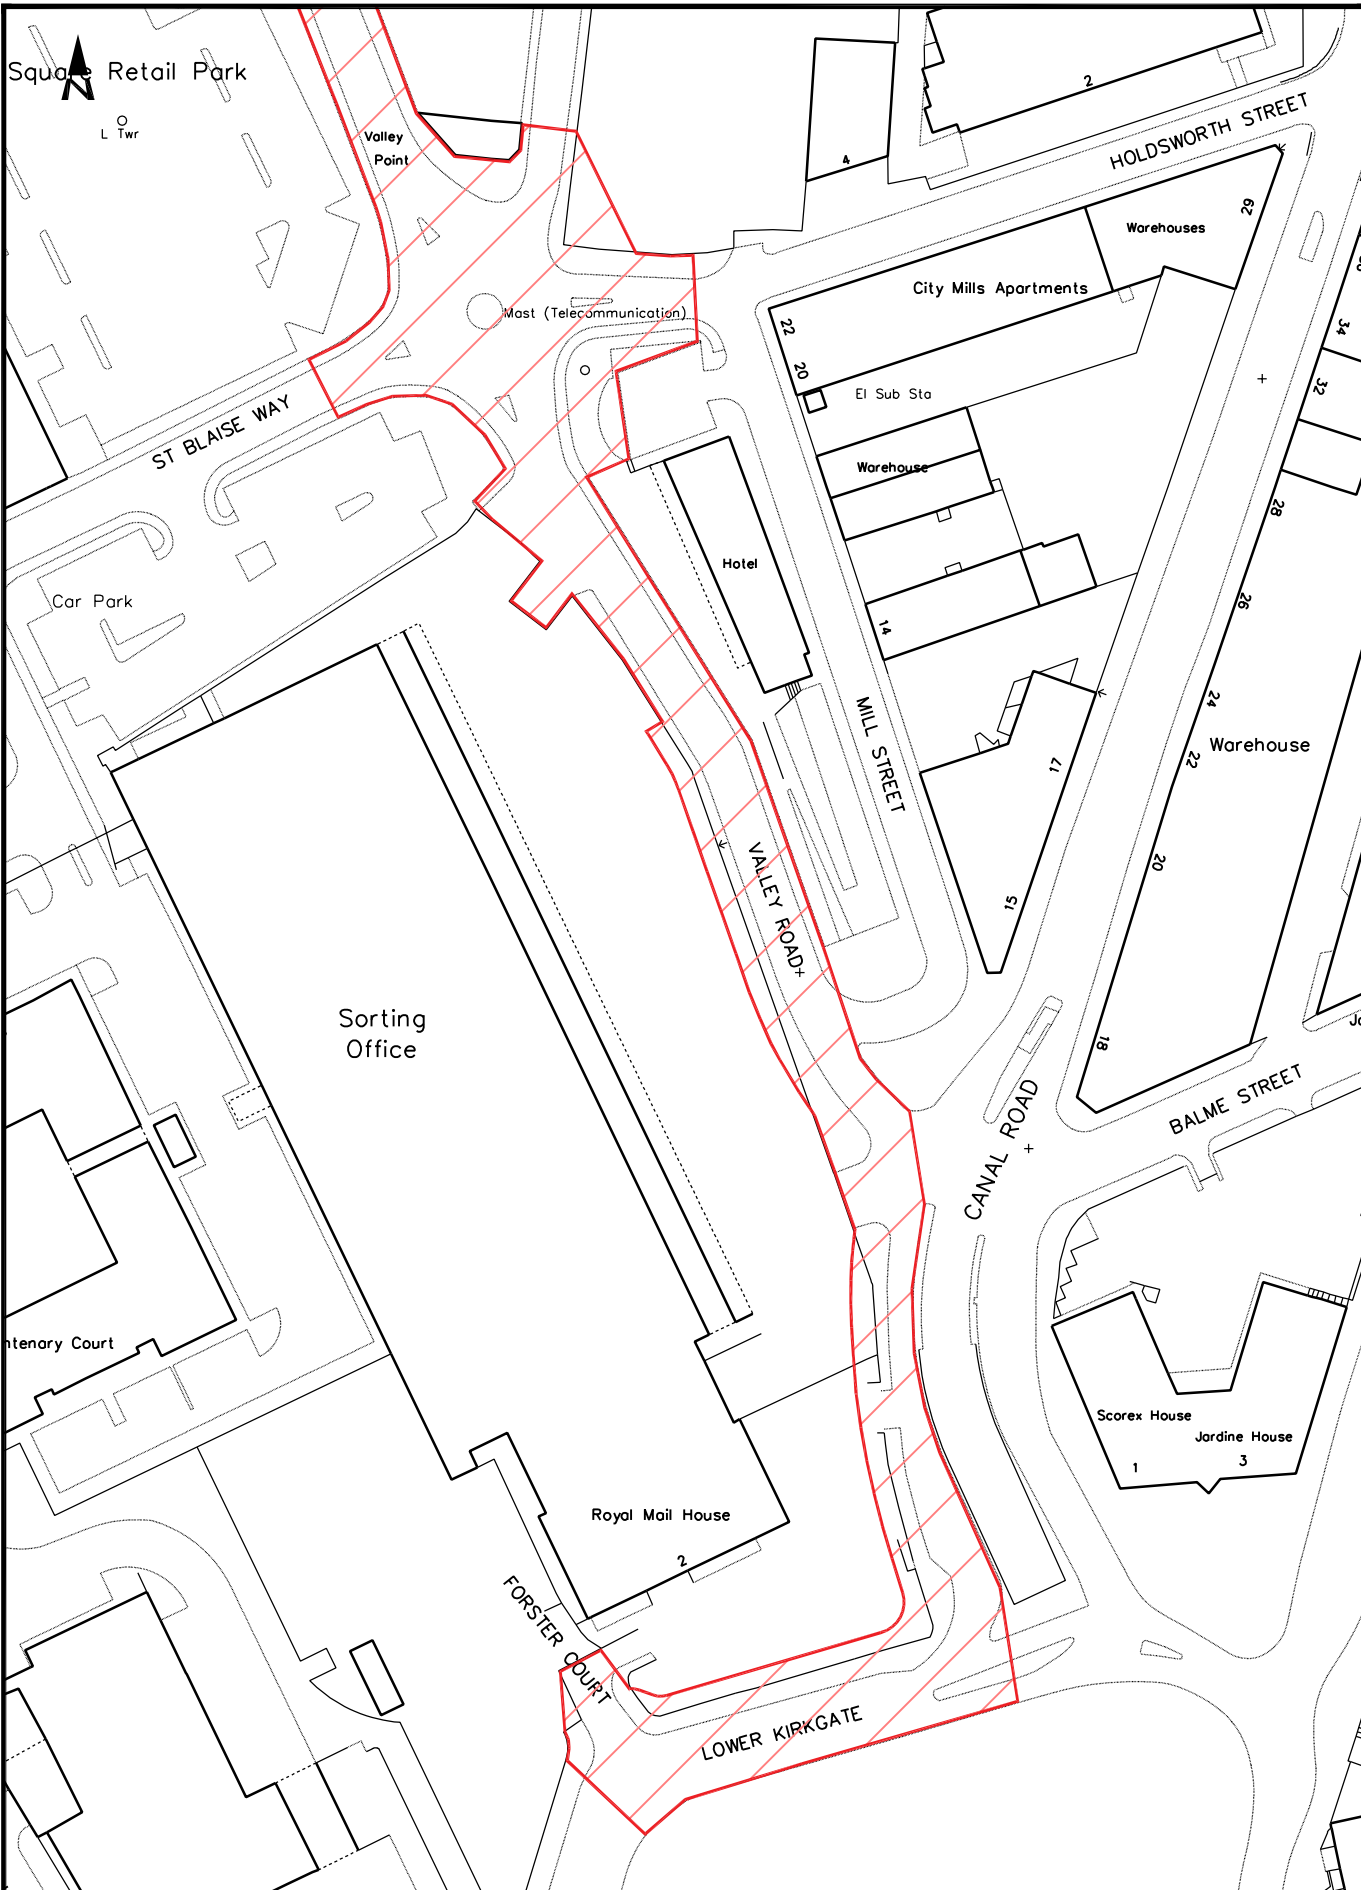 Square Retail Park
N
L Twr
Valley
Point
2
4
HOLDSWORTH STREET
62
Warehouses
City Mills Apartments
22
20
Mast (Telecommunication)
34
32
El Sub Sta
ST BLAISE WAY
Warehouse
28
Hotel
26
Car Park
14
24
MILL STREET
Warehouse
22
17
VALLEY ROAD
20
15
Sorting
Office
18
CANAL ROAD
BALME STREET
ntenary Court
Scorex House
Jardine House
1
3
Royal Mail House
2
FORSTER COURT
LOWER KIRKGATE